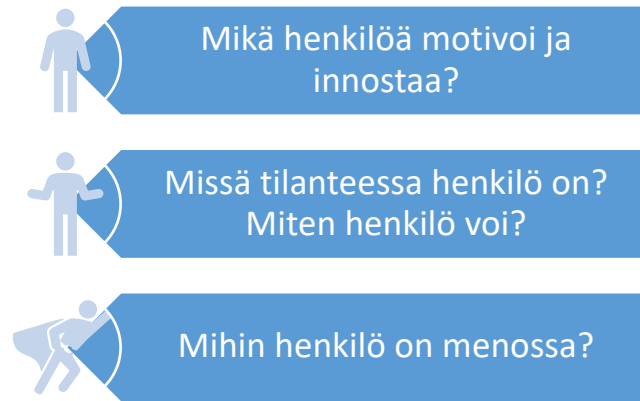 Mikä henkilöä motivoi ja
innostaa?
Missä tilanteessa henkilö on?
Miten henkilö voi?
Mihin henkilö on menossa?